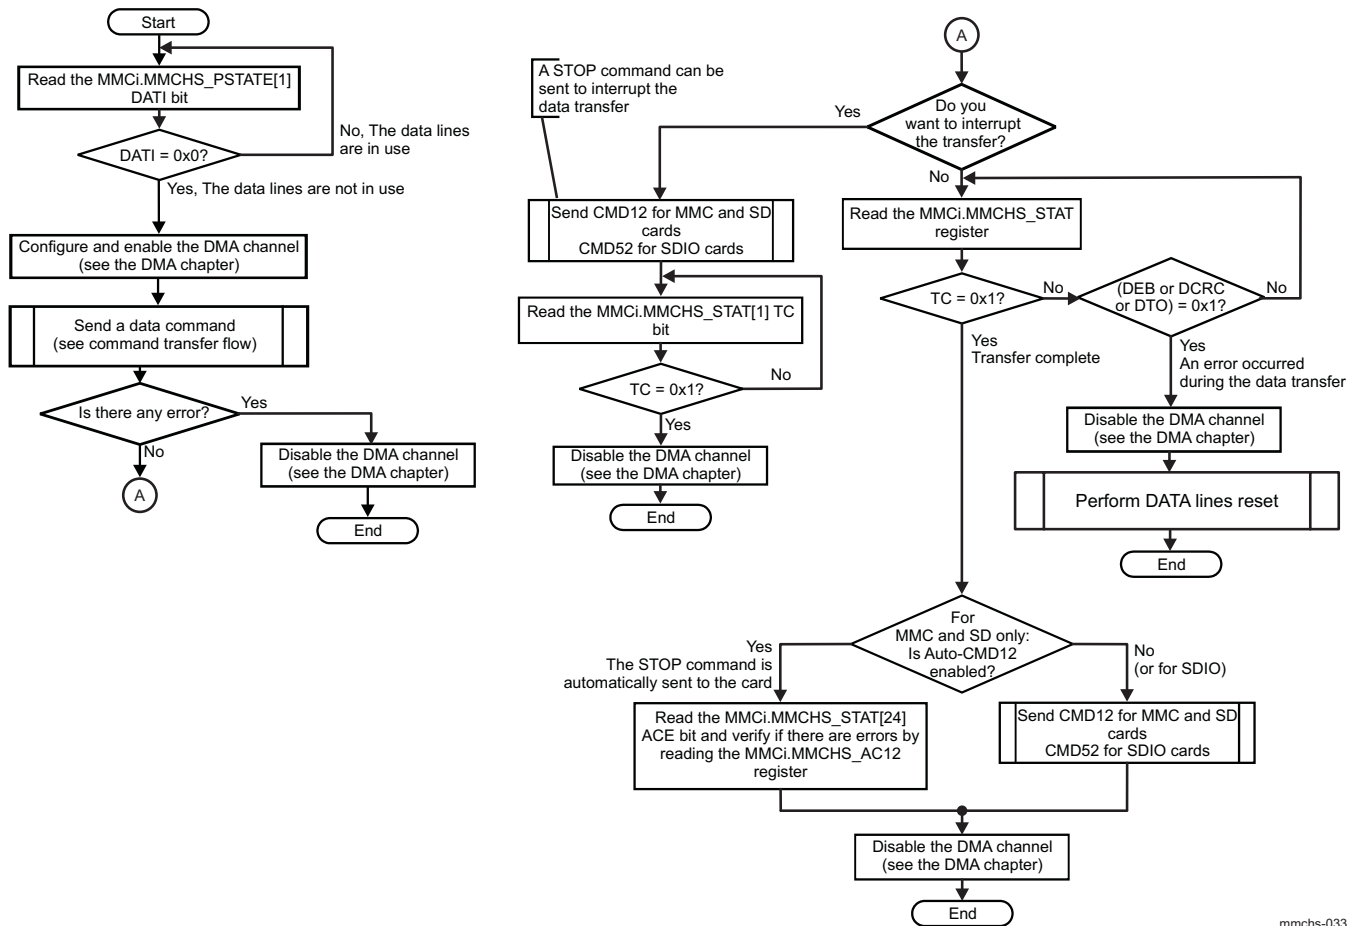 Start
Read the MMCi.MMCHS_PSTATE[1]
DATI bit
DATI = 0x0?
No, The data lines
are in use
Yes, The data lines are not in use
Configure and enable the DMA channel
(see the DMA chapter)
Send a data command
(see command transfer flow)
Is there any error?
Yes
No
A
Disable the DMA channel
(see the DMA chapter)
End
A STOP command can be
sent to interrupt the
data transfer
A
Do you
want to interrupt
the transfer?
Yes
No
Send CMD12 for MMC and SD
cards
CMD52 for SDIO cards
Read the MMCi.MMCHS_STAT[1] TC
bit
TC = 0x1?
No
Yes
Disable the DMA channel
(see the DMA chapter)
End
Read the MMCi.MMCHS_STAT
register
TC = 0x1?
No
(DEB or DCRC
or DTO) = 0x1?
No
Yes
Transfer complete
Yes
An error occurred
during the data transfer
Disable the DMA channel
(see the DMA chapter)
Perform DATA lines reset
End
For
MMC and SD only:
Is Auto-CMD12
enabled?
Yes
The STOP command is
automatically sent to the card
No
(or for SDIO)
Read the MMCi.MMCHS_STAT[24]
ACE bit and verify if there are errors by
reading the MMCi.MMCHS_AC12
register
Send CMD12 for MMC and SD
cards
CMD52 for SDIO cards
Disable the DMA channel
(see the DMA chapter)
End
mmchs-033